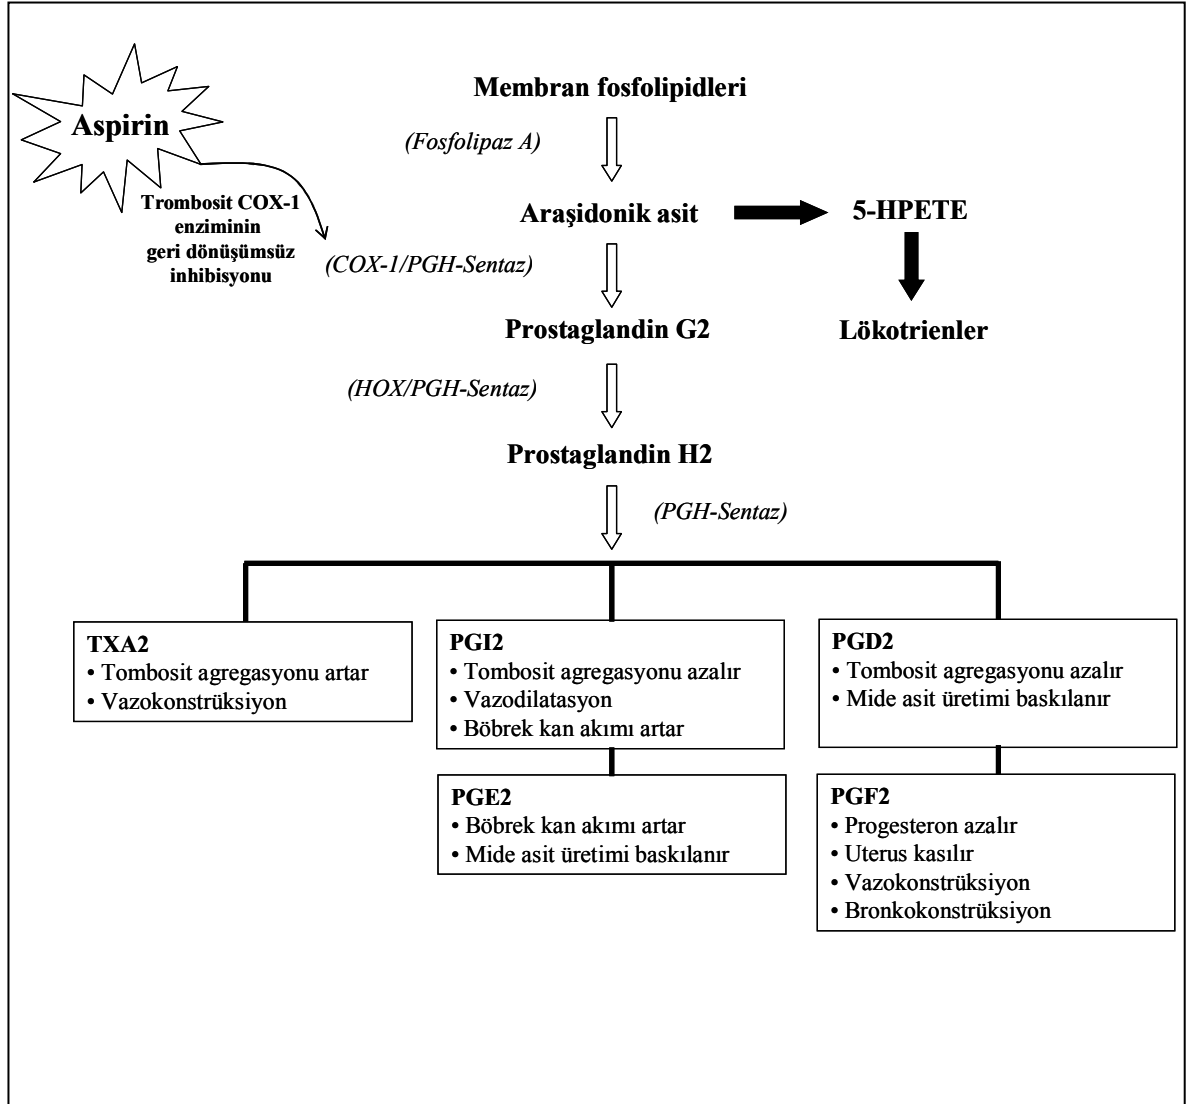 Aspirin
Trombosit COX-1
enziminin
geri dönüşümsüz
inhibisyonu
Membran fosfolipidleri
(Fosfolipaz A)
Araşidonik asit
5-HPETE
(COX-1/PGH-Sentaz)
Prostaglandin G2
Lökotrienler
(HOX/PGH-Sentaz)
Prostaglandin H2
(PGH-Sentaz)
TXA2
• Tombosit agregasyonu artar
• Vazokonstrüksiyon
PGI2
• Tombosit agregasyonu azalır
• Vazodilatasyon
• Böbrek kan akımı artar
PGD2
• Tombosit agregasyonu azalır
• Mide asit üretimi baskılanır
PGE2
• Böbrek kan akımı artar
• Mide asit üretimi baskılanır
PGF2
• Progesteron azalır
• Uterus kasılır
• Vazokonstrüksiyon
• Bronkokonstrüksiyon